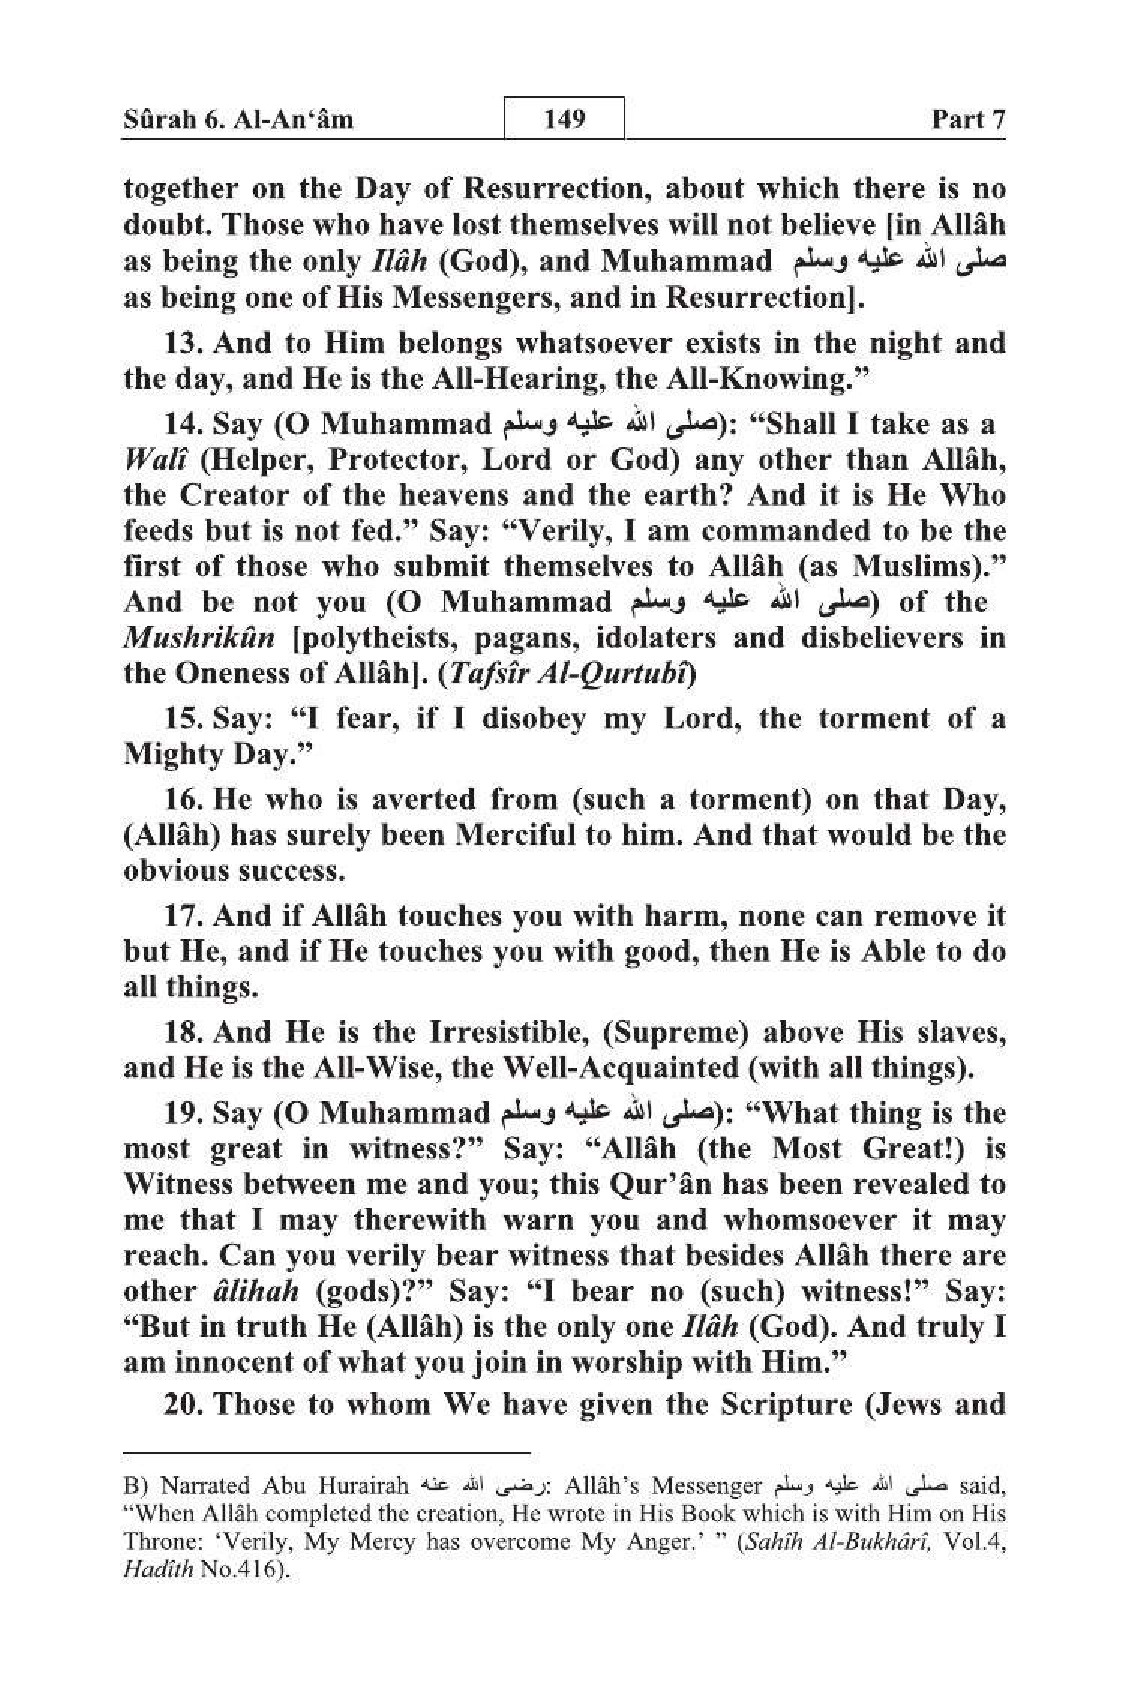 Sûrah 6. Al-An‘âm 149 Part 7
together on the Day of Resurrection, about which there is no
doubt. Those who have lost themselves will not believe [in Allâh
as being the only Ilâh (God), and Muhammad صلى الله عليه وسلم
as being one of His Messengers, and in Resurrection].
13. And to Him belongs whatsoever exists in the night and
the day, and He is the All-Hearing, the All-Knowing.”
14. Say (O Muhammad صلى الله عليه وسلم): “Shall I take as a
Walî (Helper, Protector, Lord or God) any other than Allâh,
the Creator of the heavens and the earth? And it is He Who
feeds but is not fed.” Say: “Verily, I am commanded to be the
first of those who submit themselves to Allâh (as Muslims).”
And be not you (O Muhammad صلى الله عليه وسلم) of the
Mushrikûn [polytheists, pagans, idolaters and disbelievers in
the Oneness of Allâh]. (Tafsîr Al-Qurtubî)
15. Say: “I fear, if I disobey my Lord, the torment of a
Mighty Day.”
16. He who is averted from (such a torment) on that Day,
(Allâh) has surely been Merciful to him. And that would be the
obvious success.
17. And if Allâh touches you with harm, none can remove it
but He, and if He touches you with good, then He is Able to do
all things.
18. And He is the Irresistible, (Supreme) above His slaves,
and He is the All-Wise, the Well-Acquainted (with all things).
19. Say (O Muhammad صلى الله عليه وسلم): “What thing is the
most great in witness?” Say: “Allâh (the Most Great!) is
Witness between me and you; this Qur’ân has been revealed to
me that I may therewith warn you and whomsoever it may
reach. Can you verily bear witness that besides Allâh there are
other âlihah (gods)?” Say: “I bear no (such) witness!” Say:
“But in truth He (Allâh) is the only one Ilâh (God). And truly I
am innocent of what you join in worship with Him.”
20. Those to whom We have given the Scripture (Jews and
B) Narrated Abu Hurairah رضى الله عنه: Allâh’s Messenger صلى الله عليه وسلم said,
“When Allâh completed the creation, He wrote in His Book which is with Him on His
Throne: ‘Verily, My Mercy has overcome My Anger.’ ” (Sahîh Al-Bukhârî, Vol.4,
Hadîth No.416).